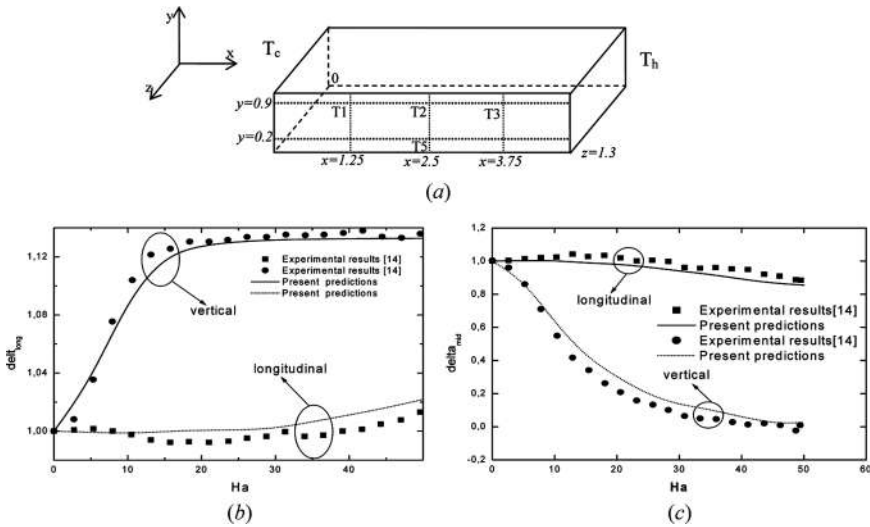 y
x
z
T_c
T_h
0
y=0.9
T1 T2 T3
y=0.2
T5
x=1.25 x=2.5 x=3.75 z=1.3
(a)
1,12
1,08
1,04
1,00
delt_long
Experimental results [14]
Experimental results [14]
Present predictions
Present predictions
vertical
longitudinal
0 20 40
Ha
(b)
1,2
1,0
0,8
0,6
0,4
0,2
0,0
-0,2
delta_mid
longitudinal
Experimental results[14]
Present predictions
Experimental results[14]
Present predictions
vertical
0 10 20 30 40 50 60
Ha
(c)